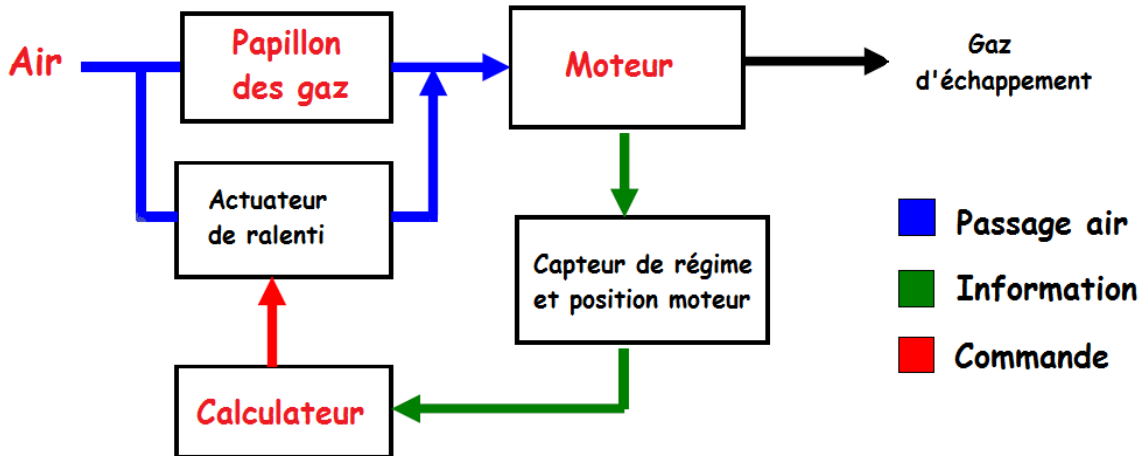 Air
Papillon
des gaz
Moteur
Gaz
d'échappement
Actuateur
de ralenti
Capteur de régime
et position moteur
Calculateur
Passage air
Information
Commande